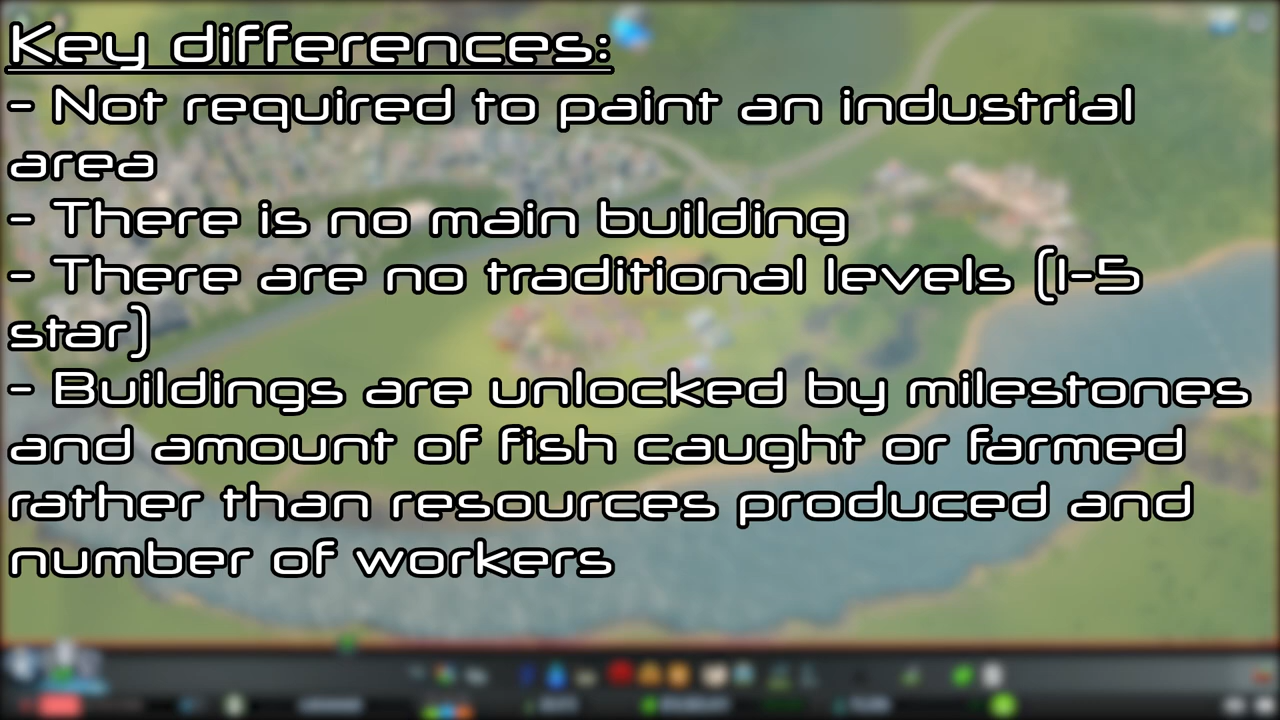 Key differences:
- Not required to paint an industrial
area
- There is no main building
- There are no traditional levels (1-5
star)
- Buildings are unlocked by milestones
and amount of fish caught or farmed
rather than resources produced and
number of workers